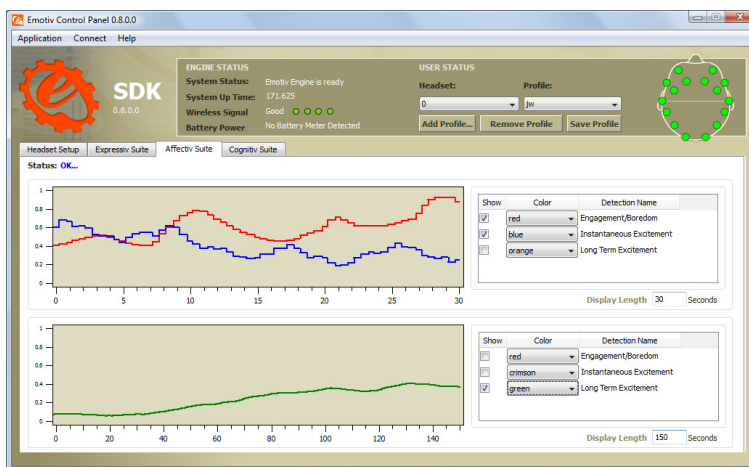 Emotiv Control Panel 0.8.0.0
Application Connect Help
SDK
0.8.0.0
ENGINE STATUS
System Status: Emotiv Engine is ready
System Up Time: 171.625
Wireless Signal Good
Battery Power No Battery Meter Detected
USER STATUS
Headset: Profile:
0 jw
Add Profile... Remove Profile Save Profile
Headset Setup Expressiv Suite Affectiv Suite Cognitiv Suite
Status: OK...
1
0.8
0.6
0.4
0.2
0
0 5 10 15 20 25 30
Show Color Detection Name
red Engagement/Boredom
blue Instantaneous Excitement
orange Long Term Excitement
Display Length 30 Seconds
1
0.8
0.6
0.4
0.2
0
0 20 40 60 80 100 120 140
Show Color Detection Name
red Engagement/Boredom
crimson Instantaneous Excitement
green Long Term Excitement
Display Length 150 Seconds